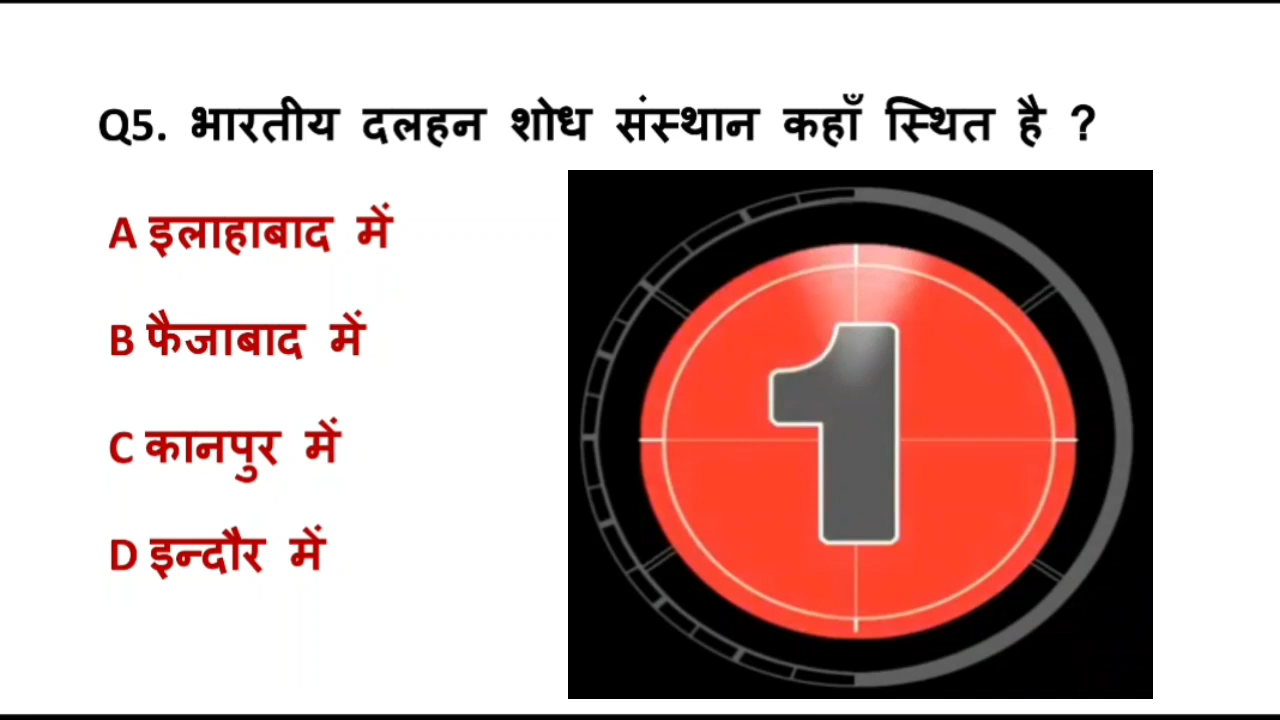 Q5. भारतीय दलहन शोध संस्थान कहाँ स्थित है ?
A इलाहाबाद में
B फैजाबाद में
C कानपुर में
D इन्दौर में
1